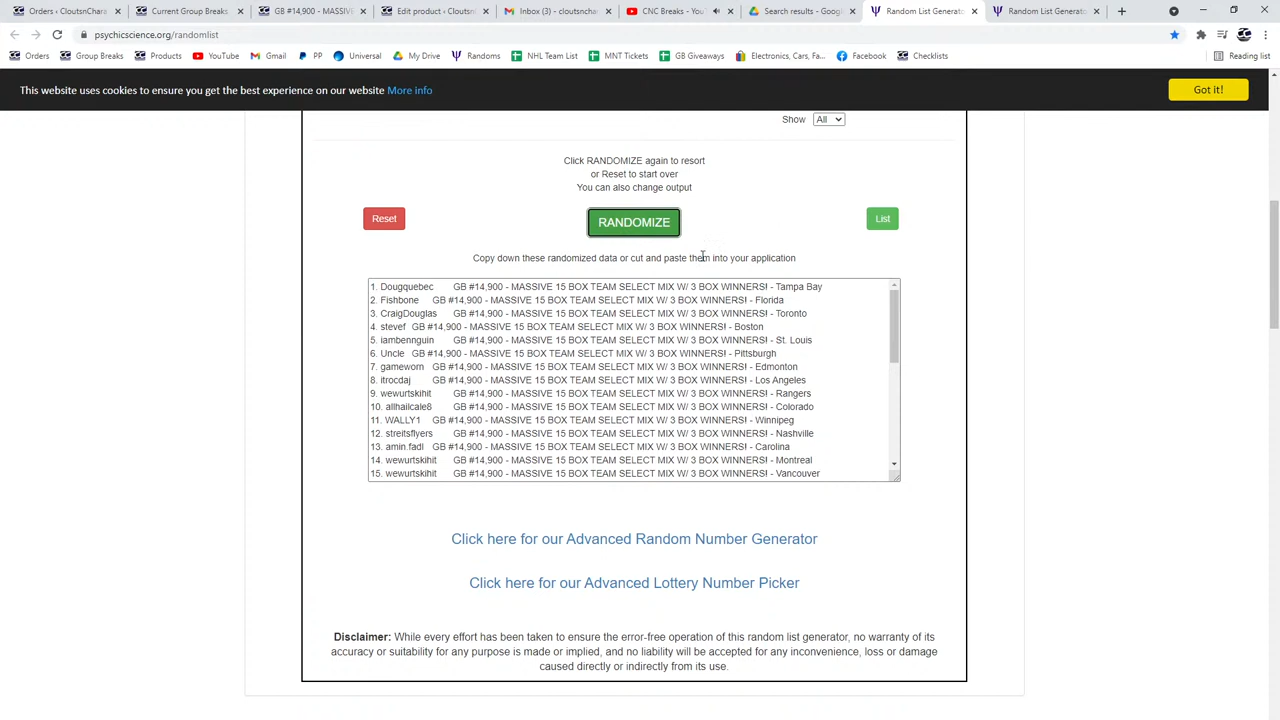 Orders ‹ CloutsnChara
Current Group Breaks
GB #14,900 - MASSIVE
Edit product ‹ Cloutsn
Inbox (3) - cloutsnchar
CNC Breaks - YouT
Search results - Google
Random List Generato
Random List Generato
psychicscience.org/randomlist
Orders
Group Breaks
Products
YouTube
Gmail
PP
Universal
My Drive
Randoms
NHL Team List
MNT Tickets
GB Giveaways
Electronics, Cars, Fa...
Facebook
Checklists
Reading list
This website uses cookies to ensure you get the best experience on our website More info
Got it!
Show All
Click RANDOMIZE again to resort
or Reset to start over
You can also change output
Reset
RANDOMIZE
List
Copy down these randomized data or cut and paste them into your application
1. Dougquebec GB #14,900 - MASSIVE 15 BOX TEAM SELECT MIX W/ 3 BOX WINNERS! - Tampa Bay
2. Fishbone GB #14,900 - MASSIVE 15 BOX TEAM SELECT MIX W/ 3 BOX WINNERS! - Florida
3. CraigDouglas GB #14,900 - MASSIVE 15 BOX TEAM SELECT MIX W/ 3 BOX WINNERS! - Toronto
4. stevef GB #14,900 - MASSIVE 15 BOX TEAM SELECT MIX W/ 3 BOX WINNERS! - Boston
5. iambennguin GB #14,900 - MASSIVE 15 BOX TEAM SELECT MIX W/ 3 BOX WINNERS! - St. Louis
6. Uncle GB #14,900 - MASSIVE 15 BOX TEAM SELECT MIX W/ 3 BOX WINNERS! - Pittsburgh
7. gameworn GB #14,900 - MASSIVE 15 BOX TEAM SELECT MIX W/ 3 BOX WINNERS! - Edmonton
8. itrocdaj GB #14,900 - MASSIVE 15 BOX TEAM SELECT MIX W/ 3 BOX WINNERS! - Los Angeles
9. wewurtskihit GB #14,900 - MASSIVE 15 BOX TEAM SELECT MIX W/ 3 BOX WINNERS! - Rangers
10. allhailcale8 GB #14,900 - MASSIVE 15 BOX TEAM SELECT MIX W/ 3 BOX WINNERS! - Colorado
11. WALLY1 GB #14,900 - MASSIVE 15 BOX TEAM SELECT MIX W/ 3 BOX WINNERS! - Winnipeg
12. streitsflyers GB #14,900 - MASSIVE 15 BOX TEAM SELECT MIX W/ 3 BOX WINNERS! - Nashville
13. amin.fadl GB #14,900 - MASSIVE 15 BOX TEAM SELECT MIX W/ 3 BOX WINNERS! - Carolina
14. wewurtskihit GB #14,900 - MASSIVE 15 BOX TEAM SELECT MIX W/ 3 BOX WINNERS! - Montreal
15. wewurtskihit GB #14,900 - MASSIVE 15 BOX TEAM SELECT MIX W/ 3 BOX WINNERS! - Vancouver
Click here for our Advanced Random Number Generator
Click here for our Advanced Lottery Number Picker
Disclaimer: While every effort has been taken to ensure the error-free operation of this random list generator, no warranty of its
accuracy or suitability for any purpose is made or implied, and no liability will be accepted for any inconvenience, loss or damage
caused directly or indirectly from its use.